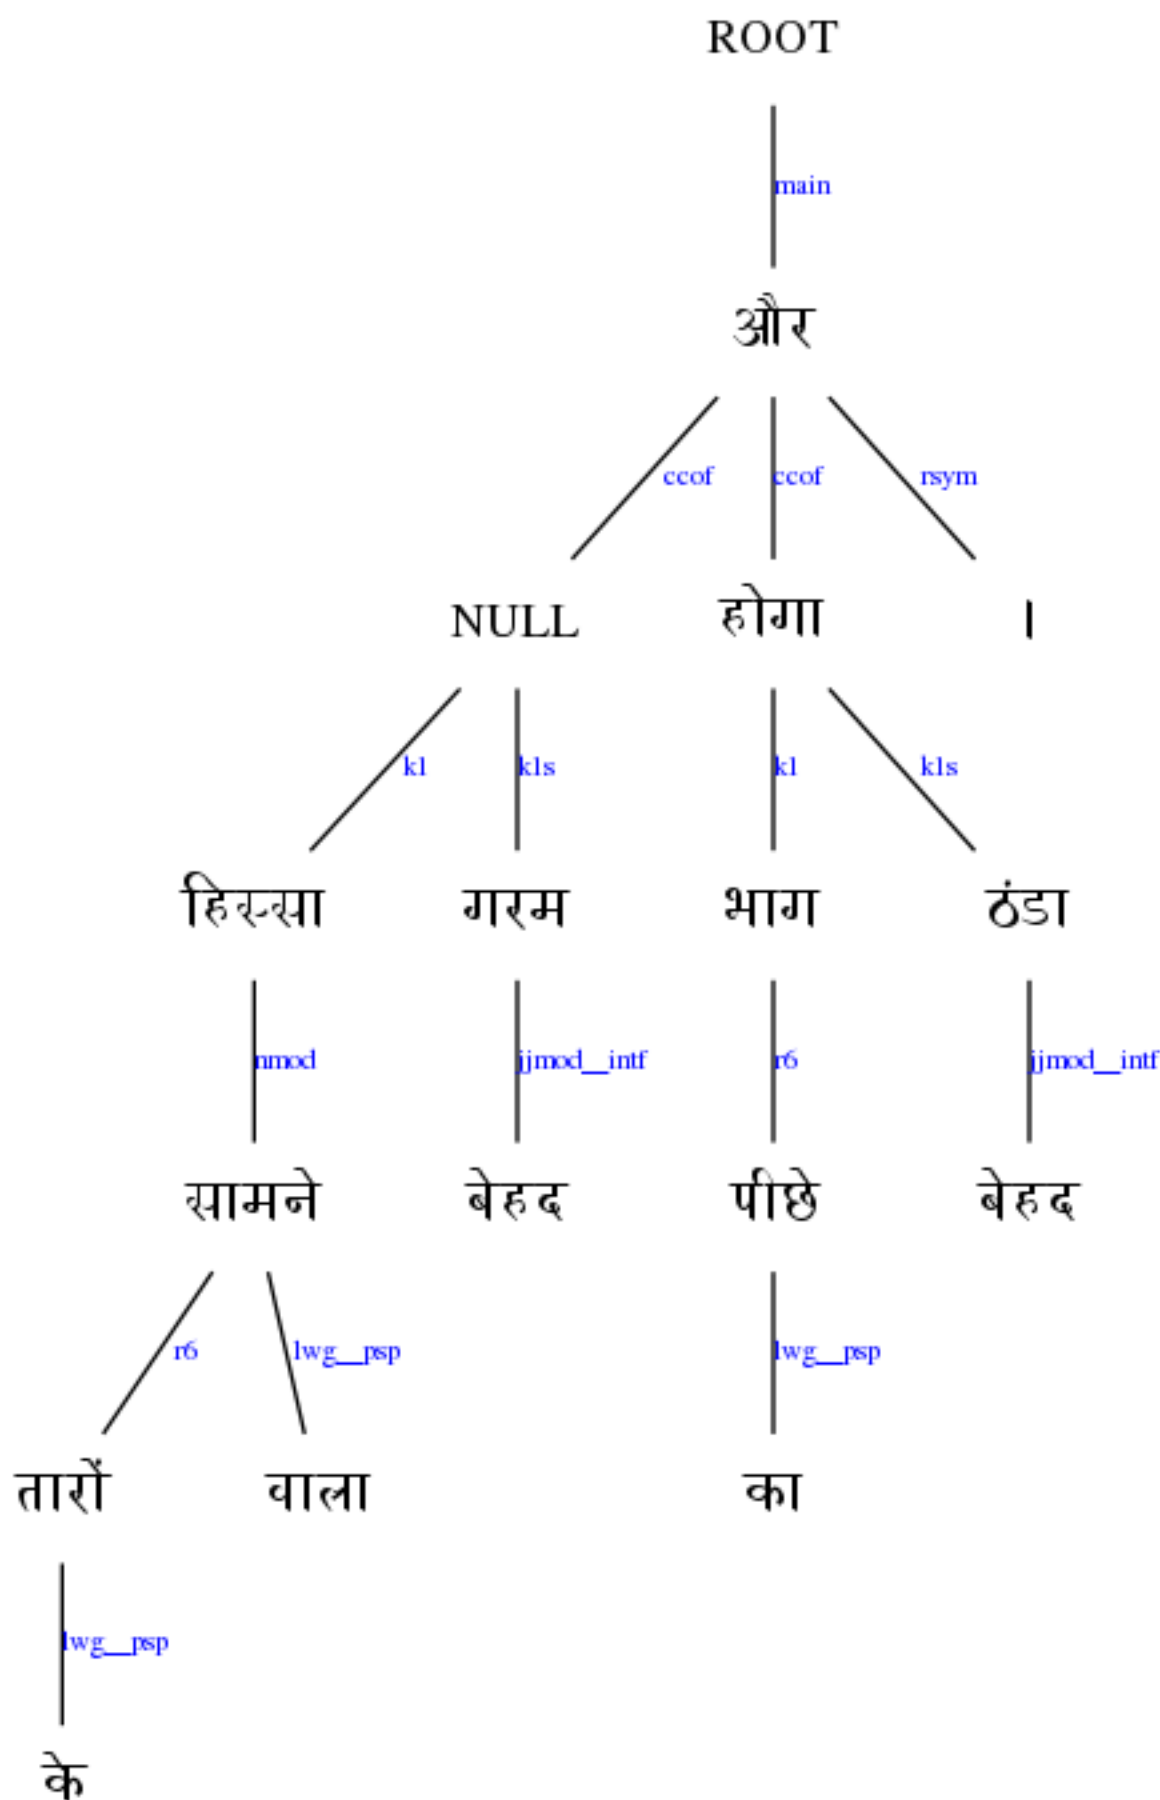 ROOT
main
और
ccof ccof rsym
NULL होगा ।
k1 k1s k1 k1s
हिस्सा गरम भाग ठंडा
nmod jjmod__intf r6 jjmod__intf
सामने बेहद पीछे बेहद
r6 lwg__psp lwg__psp
तारों वाला का
lwg__psp
के